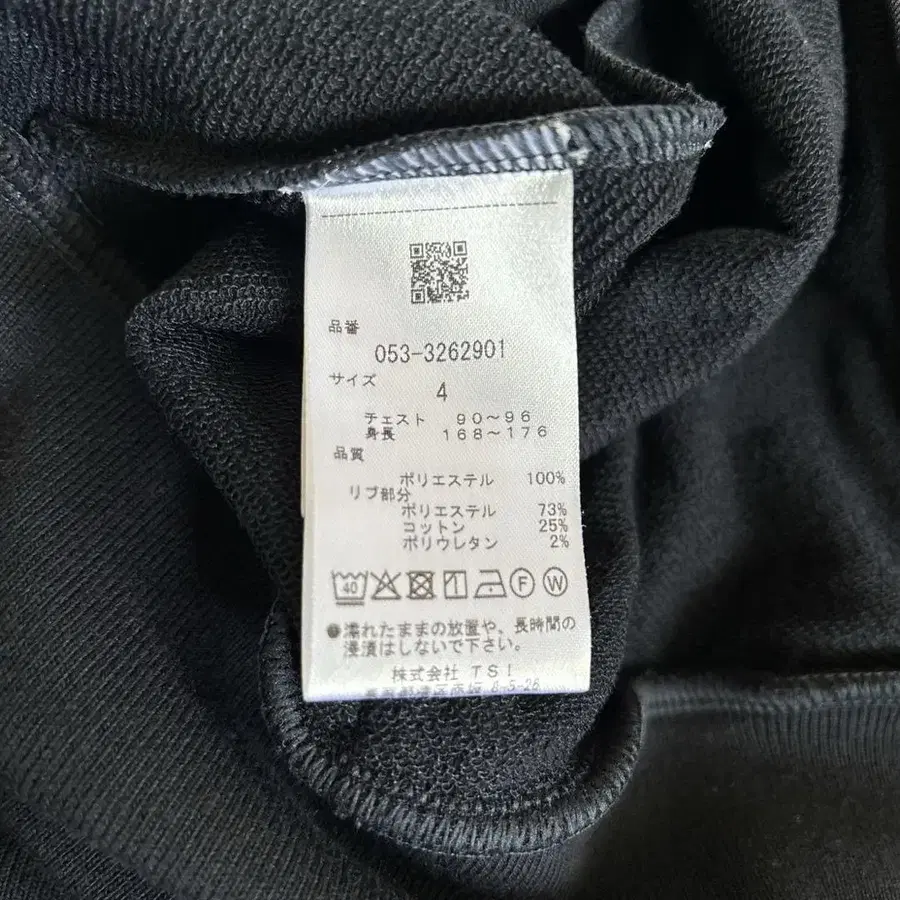 品番
053-3262901
サイズ
4
チェスト 90～96
身長 168～176
品質
ポリエステル 100%
リブ部分
ポリエステル 73%
コットン 25%
ポリウレタン 2%
40 F W
●濡れたままの放置や、長時間の
浸漬はしないで下さい。
株式会社 TSI
8-5-26